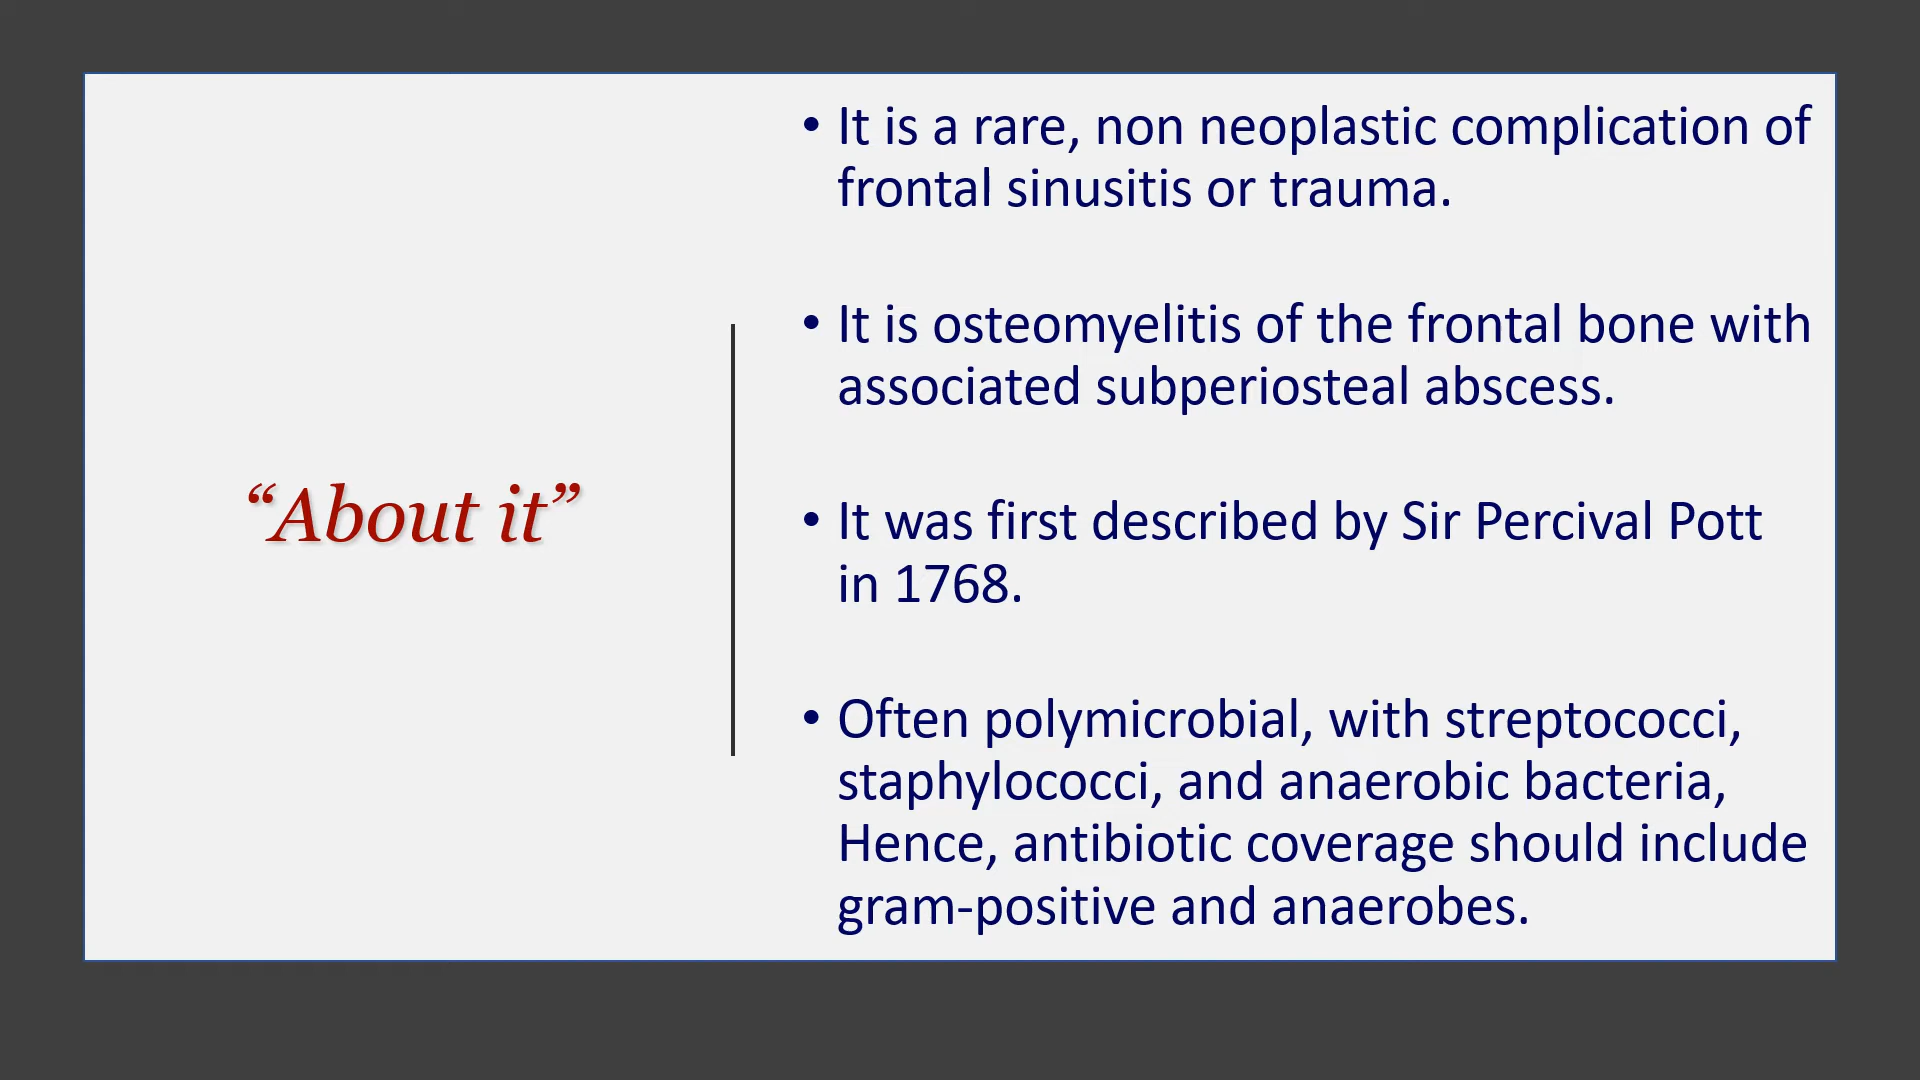 “About it”
• It is a rare, non neoplastic complication of
frontal sinusitis or trauma.
• It is osteomyelitis of the frontal bone with
associated subperiosteal abscess.
• It was first described by Sir Percival Pott
in 1768.
• Often polymicrobial, with streptococci,
staphylococci, and anaerobic bacteria,
Hence, antibiotic coverage should include
gram-positive and anaerobes.